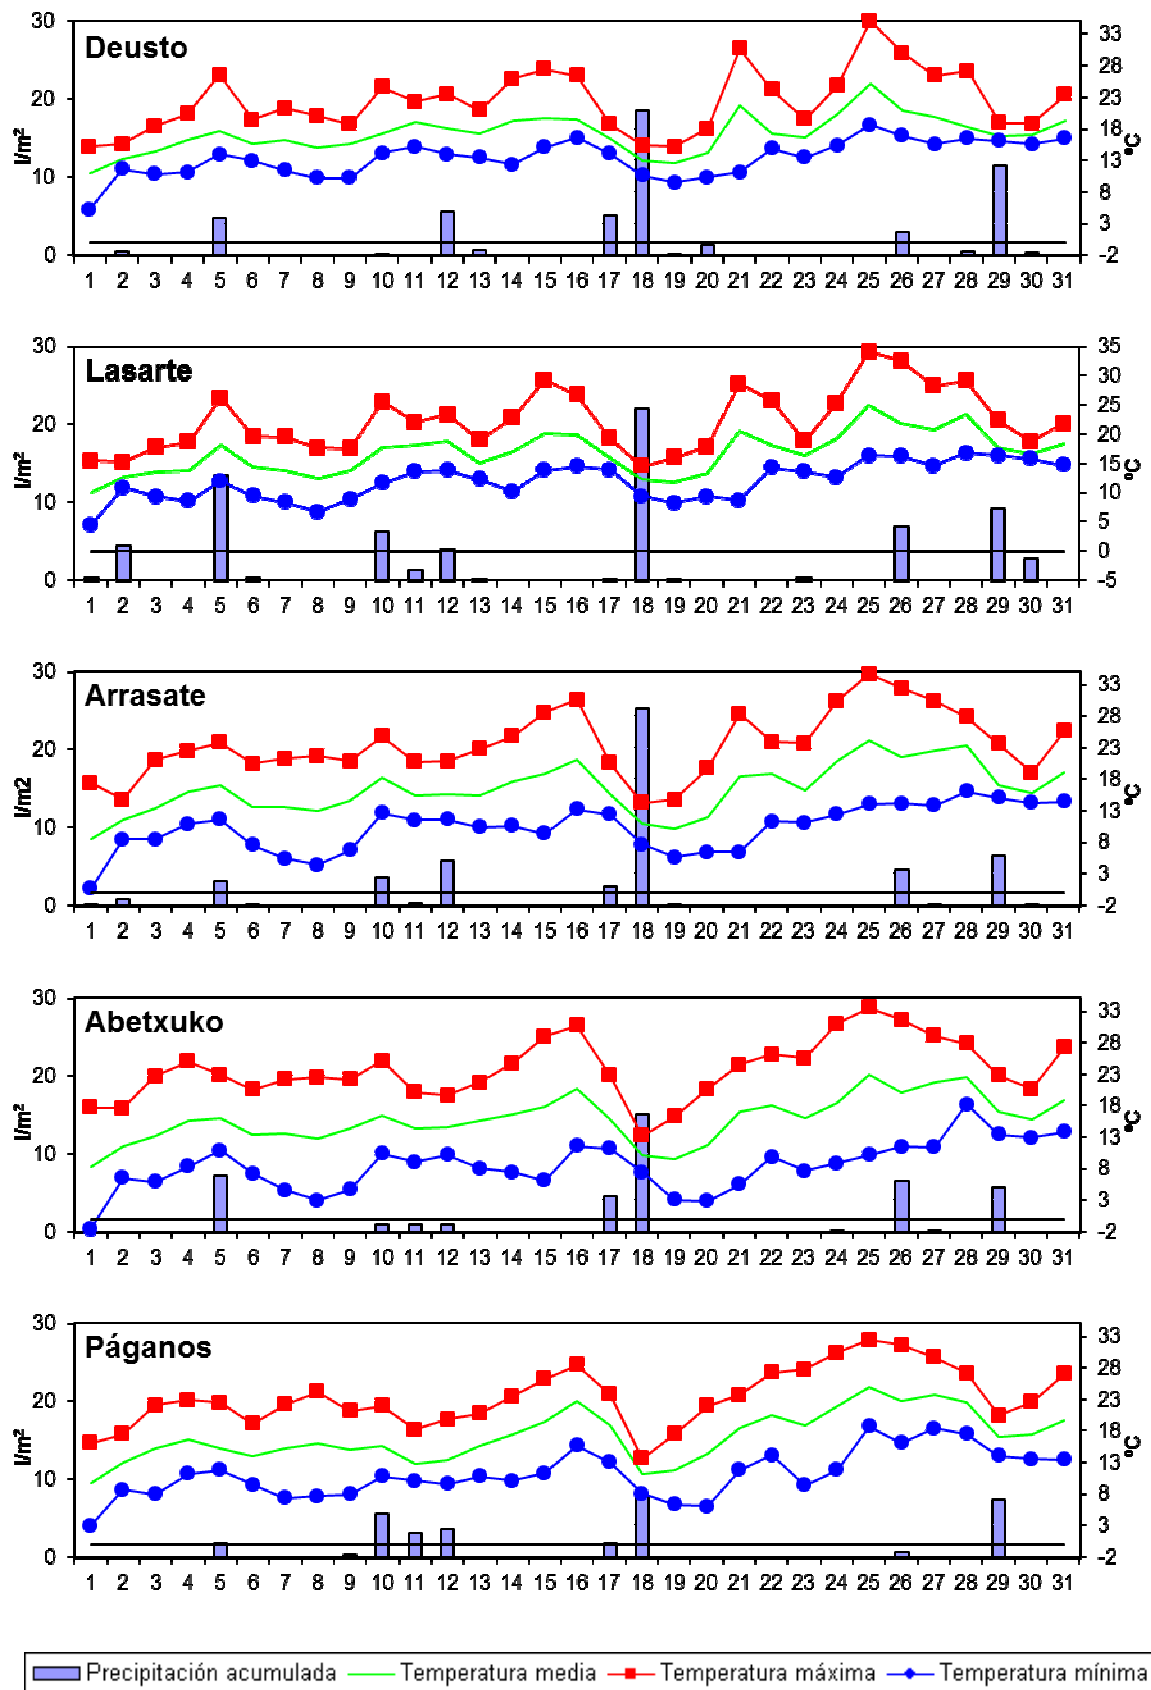 Deusto
l/m²
ºC
30
20
10
0
33
28
23
18
13
8
3
-2
1 2 3 4 5 6 7 8 9 10 11 12 13 14 15 16 17 18 19 20 21 22 23 24 25 26 27 28 29 30 31
Lasarte
l/m²
ºC
30
20
10
0
35
30
25
20
15
10
5
0
-5
1 2 3 4 5 6 7 8 9 10 11 12 13 14 15 16 17 18 19 20 21 22 23 24 25 26 27 28 29 30 31
Arrasate
l/m2
ºC
30
20
10
0
33
28
23
18
13
8
3
-2
1 2 3 4 5 6 7 8 9 10 11 12 13 14 15 16 17 18 19 20 21 22 23 24 25 26 27 28 29 30 31
Abetxuko
l/m²
ºC
30
20
10
0
33
28
23
18
13
8
3
-2
1 2 3 4 5 6 7 8 9 10 11 12 13 14 15 16 17 18 19 20 21 22 23 24 25 26 27 28 29 30 31
Páganos
l/m²
ºC
30
20
10
0
33
28
23
18
13
8
3
-2
1 2 3 4 5 6 7 8 9 10 11 12 13 14 15 16 17 18 19 20 21 22 23 24 25 26 27 28 29 30 31
Precipitación acumulada Temperatura media Temperatura máxima Temperatura mínima